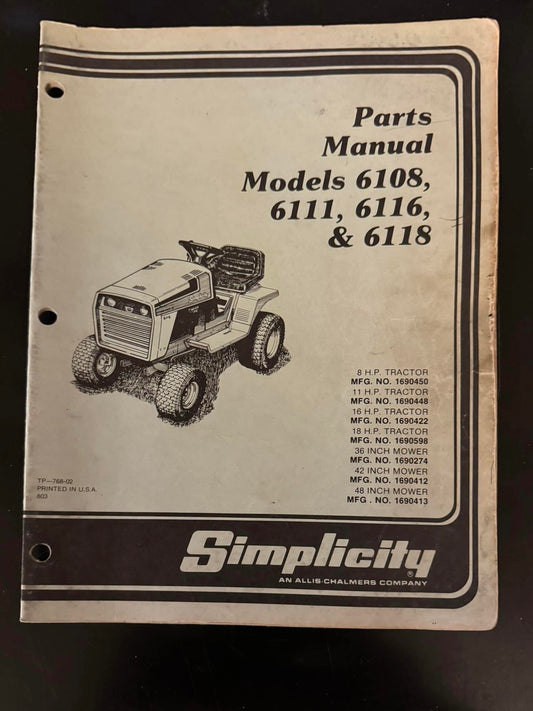 Parts
Manual
Models 6108,
6111, 6116,
& 6118
8 H.P. TRACTOR
MFG. NO. 1690450
11 H.P. TRACTOR
MFG. NO. 1690448
16 H.P. TRACTOR
MFG. NO. 1690422
18 H.P. TRACTOR
MFG. NO. 1690598
36 INCH MOWER
MFG. NO. 1690274
42 INCH MOWER
MFG. NO. 1690412
48 INCH MOWER
MFG . NO. 1690413
TP—768-02
PRINTED IN U.S.A.
803
Simplicity®
AN ALLIS-CHALMERS COMPANY